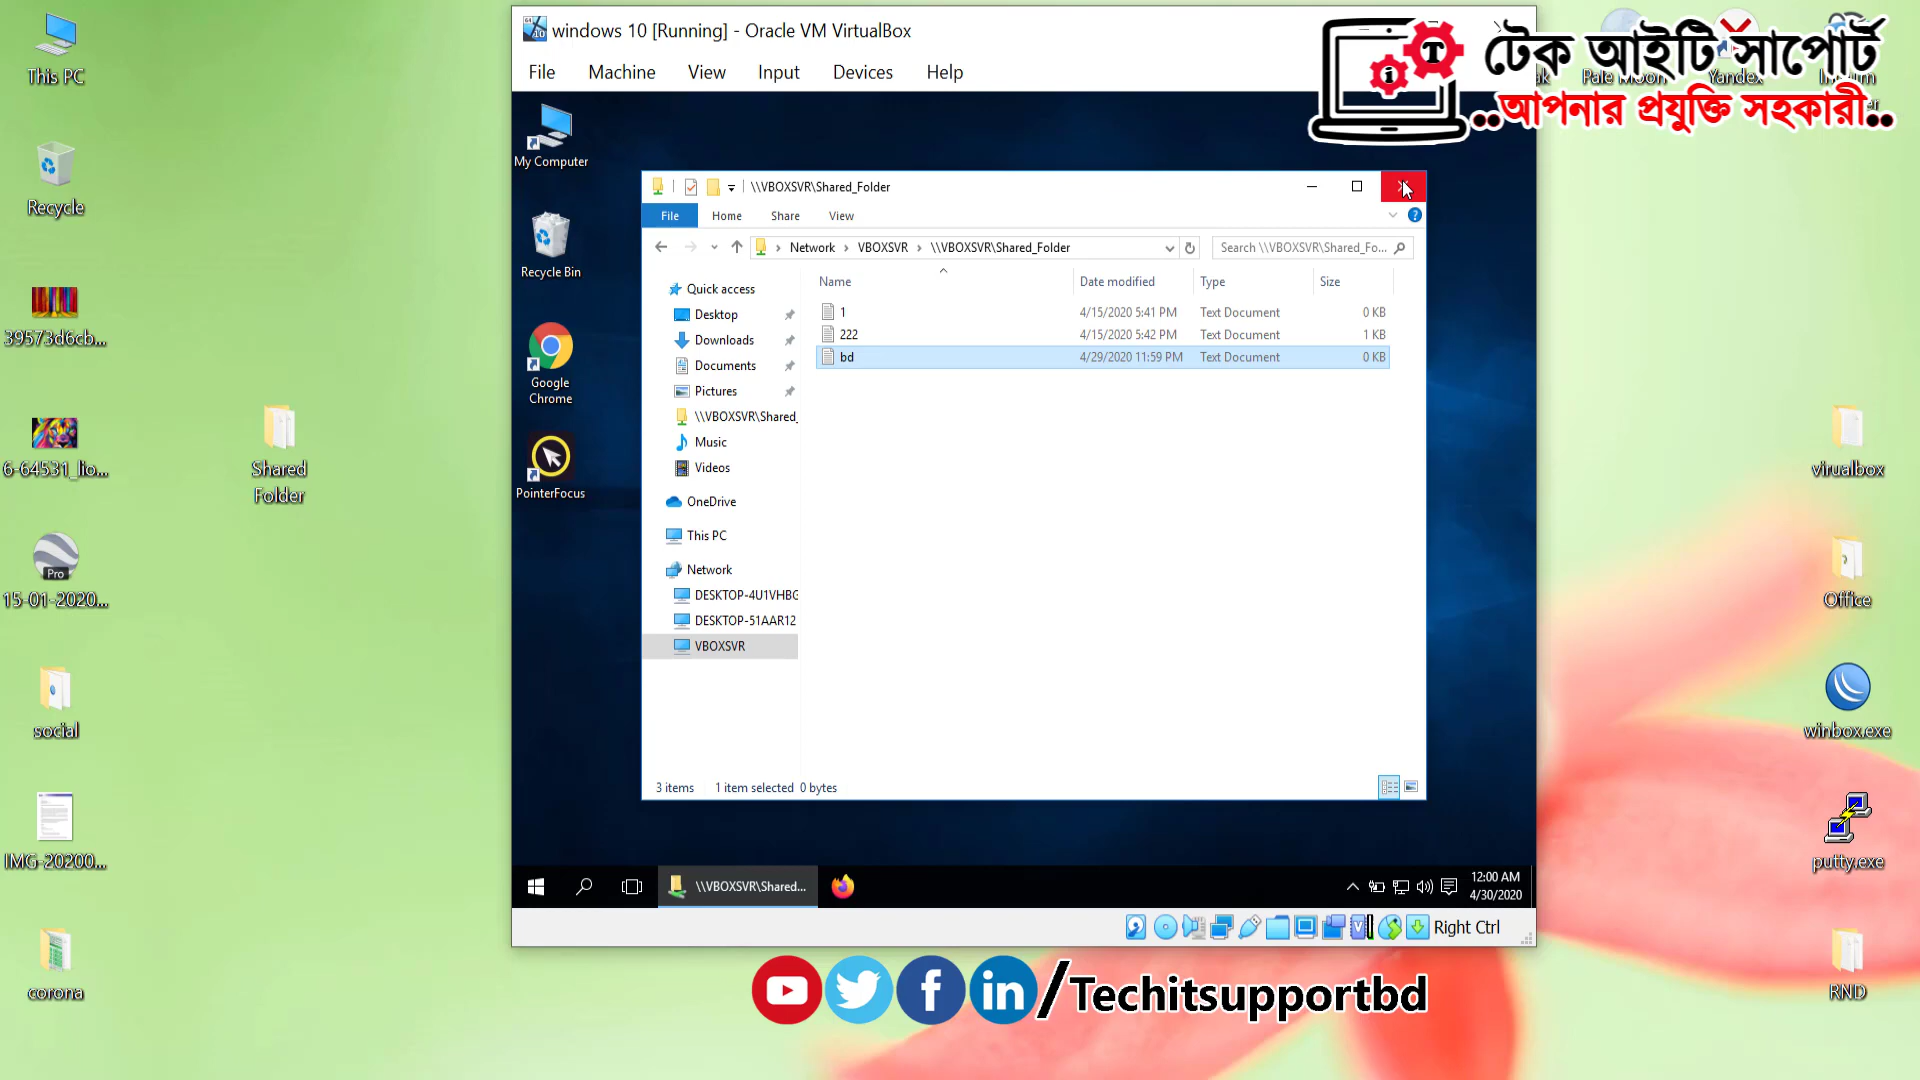 windows 10 [Running] - Oracle VM VirtualBox
File Machine View Input Devices Help
টেক আইটি সাপোর্ট
..আপনার প্রযুক্তি সহকারী..
This PC
Recycle
39573d6cb...
6-64531_lio...
15-01-2020...
Pro
social
IMG-20200...
corona
Shared
Folder
My Computer
Recycle Bin
Google
Chrome
PointerFocus
\\VBOXSVR\Shared_Folder
File Home Share View
Network VBOXSVR \\VBOXSVR\Shared_Folder
Search \\VBOXSVR\Shared_Fo...
Name Date modified Type Size
1 4/15/2020 5:41 PM Text Document 0 KB
222 4/15/2020 5:42 PM Text Document 1 KB
bd 4/29/2020 11:59 PM Text Document 0 KB
Quick access
Desktop
Downloads
Documents
Pictures
\\VBOXSVR\Shared_
Music
Videos
OneDrive
This PC
Network
DESKTOP-4U1VHBG
DESKTOP-51AAR12
VBOXSVR
3 items 1 item selected 0 bytes
\\VBOXSVR\Shared...
12:00 AM
4/30/2020
Right Ctrl
Pale Moon
Yandex
virualbox
Office
winbox.exe
putty.exe
RND
/Techitsupportbd